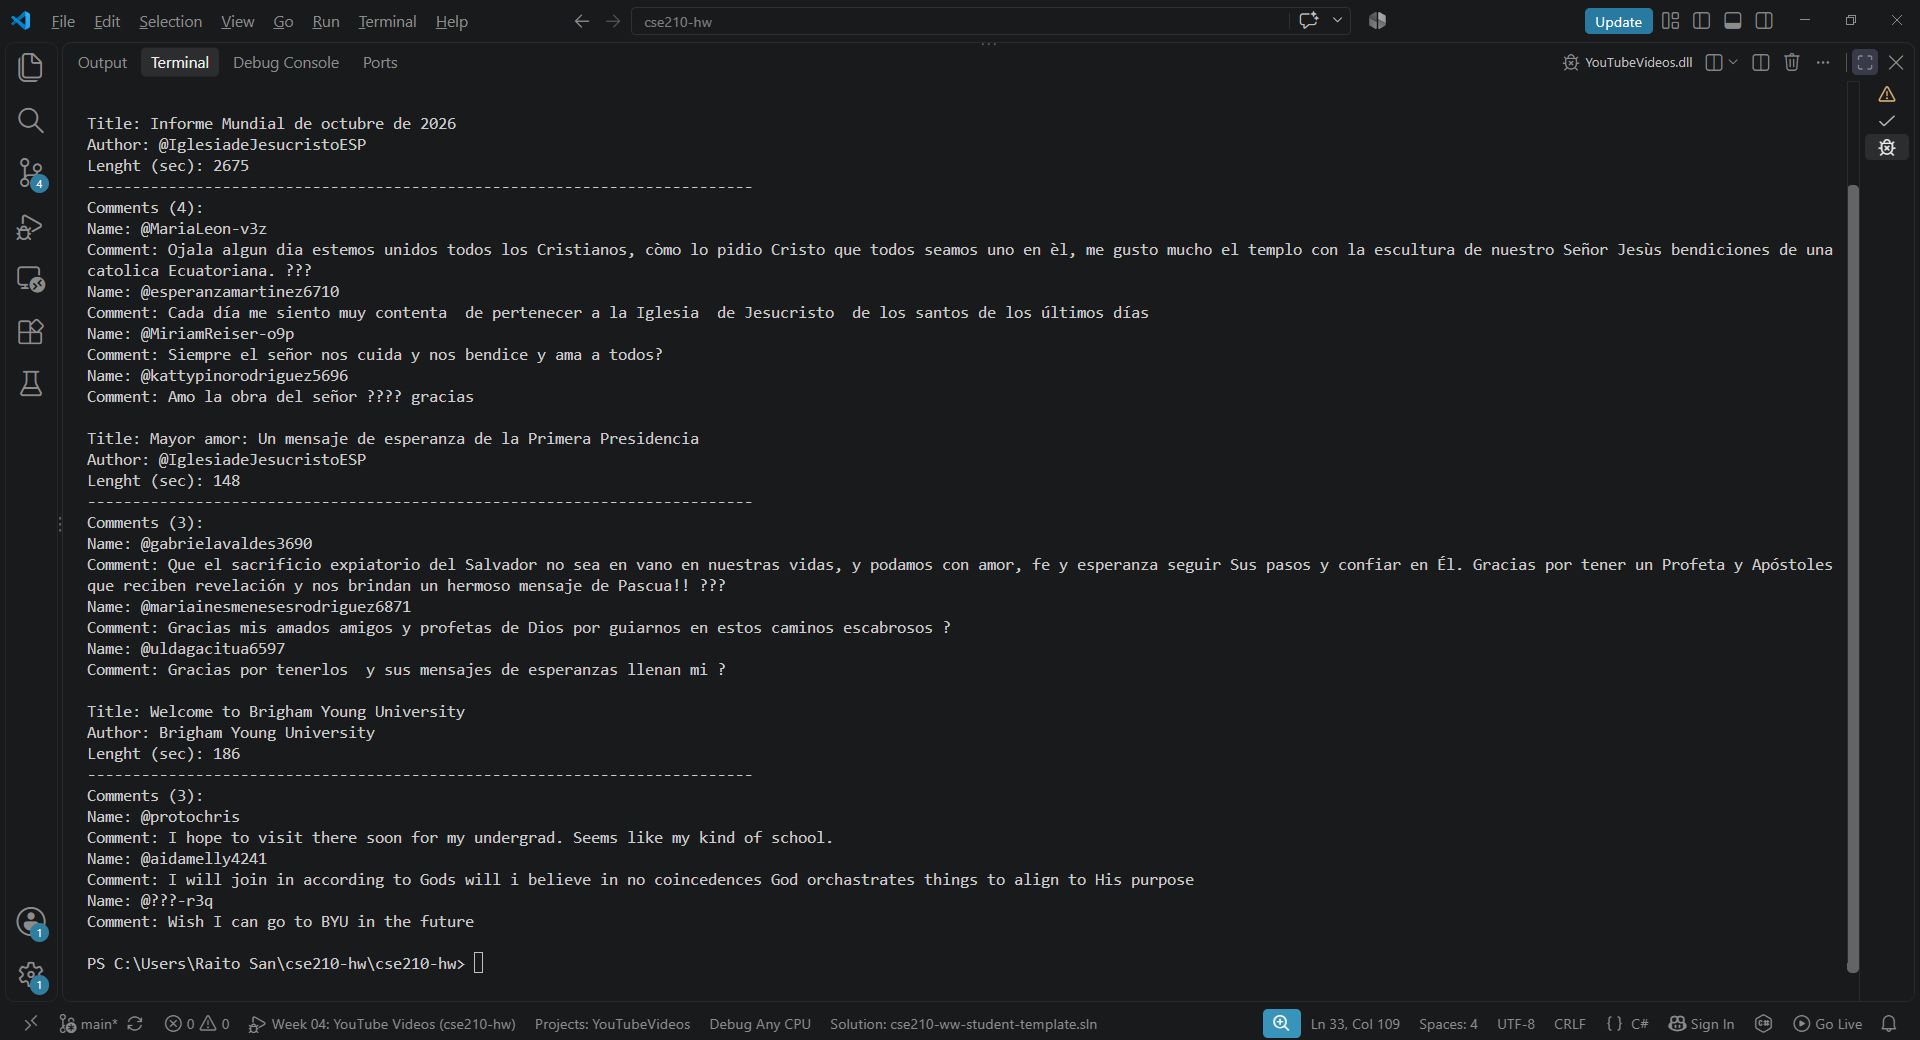 File Edit Selection View Go Run Terminal Help
cse210-hw
Update
Output Terminal Debug Console Ports
YouTubeVideos.dll
Title: Informe Mundial de octubre de 2026
Author: @IglesiadeJesucristoESP
Lenght (sec): 2675
--------------------------------------------------------------------------
Comments (4):
Name: @MariaLeon-v3z
Comment: Ojala algun dia estemos unidos todos los Cristianos, còmo lo pidio Cristo que todos seamos uno en èl, me gusto mucho el templo con la escultura de nuestro Señor Jesùs bendiciones de una
catolica Ecuatoriana. ???
Name: @esperanzamartinez6710
Comment: Cada día me siento muy contenta  de pertenecer a la Iglesia  de Jesucristo  de los santos de los últimos días
Name: @MiriamReiser-o9p
Comment: Siempre el señor nos cuida y nos bendice y ama a todos?
Name: @kattypinorodriguez5696
Comment: Amo la obra del señor ???? gracias
Title: Mayor amor: Un mensaje de esperanza de la Primera Presidencia
Author: @IglesiadeJesucristoESP
Lenght (sec): 148
--------------------------------------------------------------------------
Comments (3):
Name: @gabrielavaldes3690
Comment: Que el sacrificio expiatorio del Salvador no sea en vano en nuestras vidas, y podamos con amor, fe y esperanza seguir Sus pasos y confiar en Él. Gracias por tener un Profeta y Apóstoles
que reciben revelación y nos brindan un hermoso mensaje de Pascua!! ???
Name: @mariainesmenesesrodriguez6871
Comment: Gracias mis amados amigos y profetas de Dios por guiarnos en estos caminos escabrosos ?
Name: @uldagacitua6597
Comment: Gracias por tenerlos  y sus mensajes de esperanzas llenan mi ?
Title: Welcome to Brigham Young University
Author: Brigham Young University
Lenght (sec): 186
--------------------------------------------------------------------------
Comments (3):
Name: @protochris
Comment: I hope to visit there soon for my undergrad. Seems like my kind of school.
Name: @aidamelly4241
Comment: I will join in according to Gods will i believe in no coincedences God orchastrates things to align to His purpose
Name: @???-r3q
Comment: Wish I can go to BYU in the future
PS C:\Users\Raito San\cse210-hw\cse210-hw>
4
1
1
main* 0 0 Week 04: YouTube Videos (cse210-hw) Projects: YouTubeVideos Debug Any CPU Solution: cse210-ww-student-template.sln Ln 33, Col 109 Spaces: 4 UTF-8 CRLF { } C# Sign In Go Live